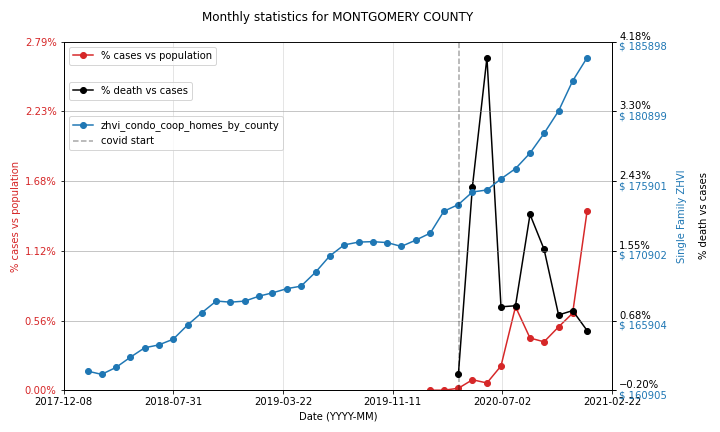 Monthly statistics for MONTGOMERY COUNTY
% cases vs population
% death vs cases
zhvi_condo_coop_homes_by_county
covid start
2.79%
2.23%
1.68%
1.12%
0.56%
0.00%
% cases vs population
4.18%
$ 185898
3.30%
$ 180899
2.43%
$ 175901
1.55%
$ 170902
0.68%
$ 165904
−0.20%
$ 160905
Single Family ZHVI
% death vs cases
2017-12-08
2018-07-31
2019-03-22
2019-11-11
2020-07-02
2021-02-22
Date (YYYY-MM)